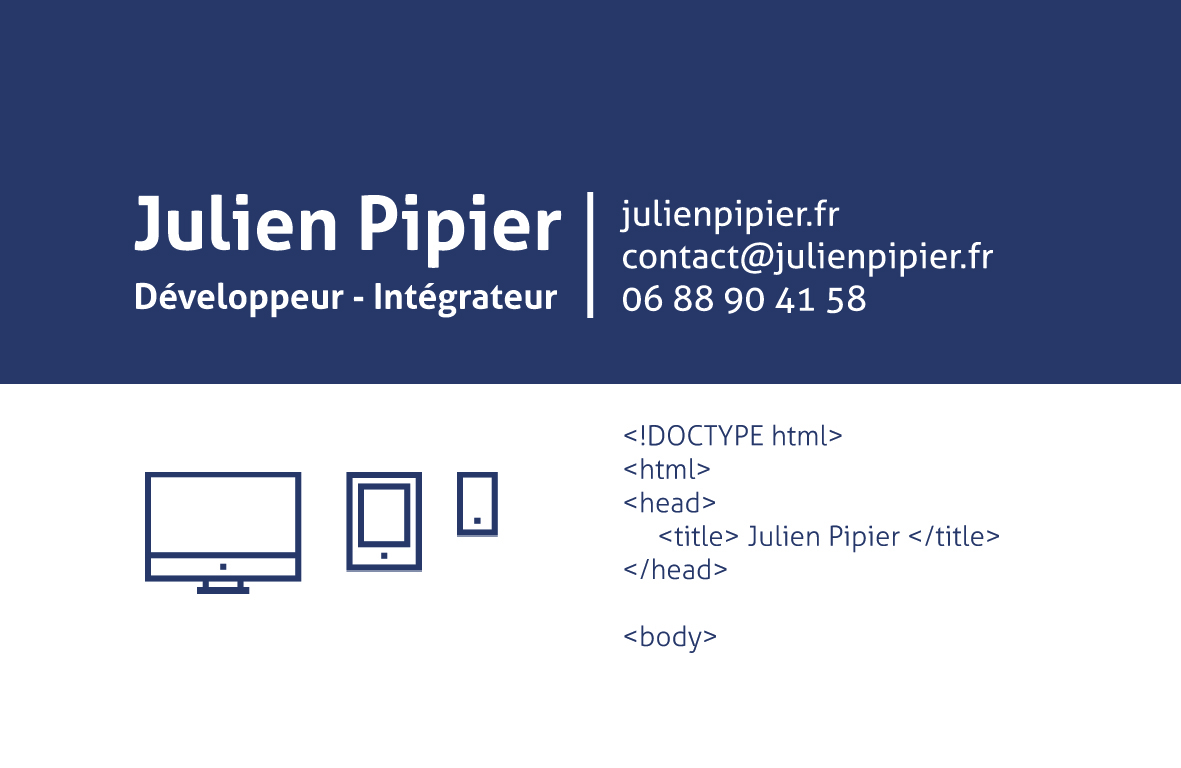 Julien Pipier
Développeur - Intégrateur
julienpipier.fr
contact@julienpipier.fr
06 88 90 41 58
<!DOCTYPE html>
<html>
<head>
<title> Julien Pipier </title>
</head>
<body>